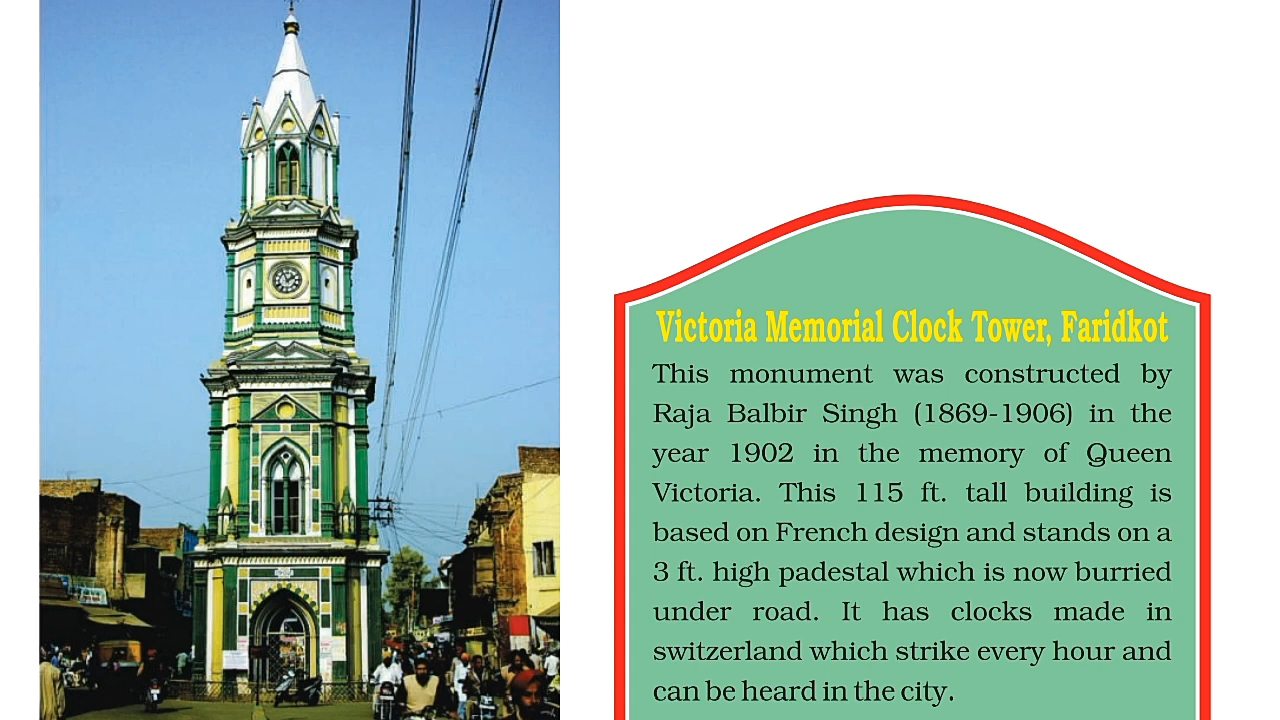 Victoria Memorial Clock Tower, Faridkot
This monument was constructed by
Raja Balbir Singh (1869-1906) in the
year 1902 in the memory of Queen
Victoria. This 115 ft. tall building is
based on French design and stands on a
3 ft. high padestal which is now burried
under road. It has clocks made in
switzerland which strike every hour and
can be heard in the city.